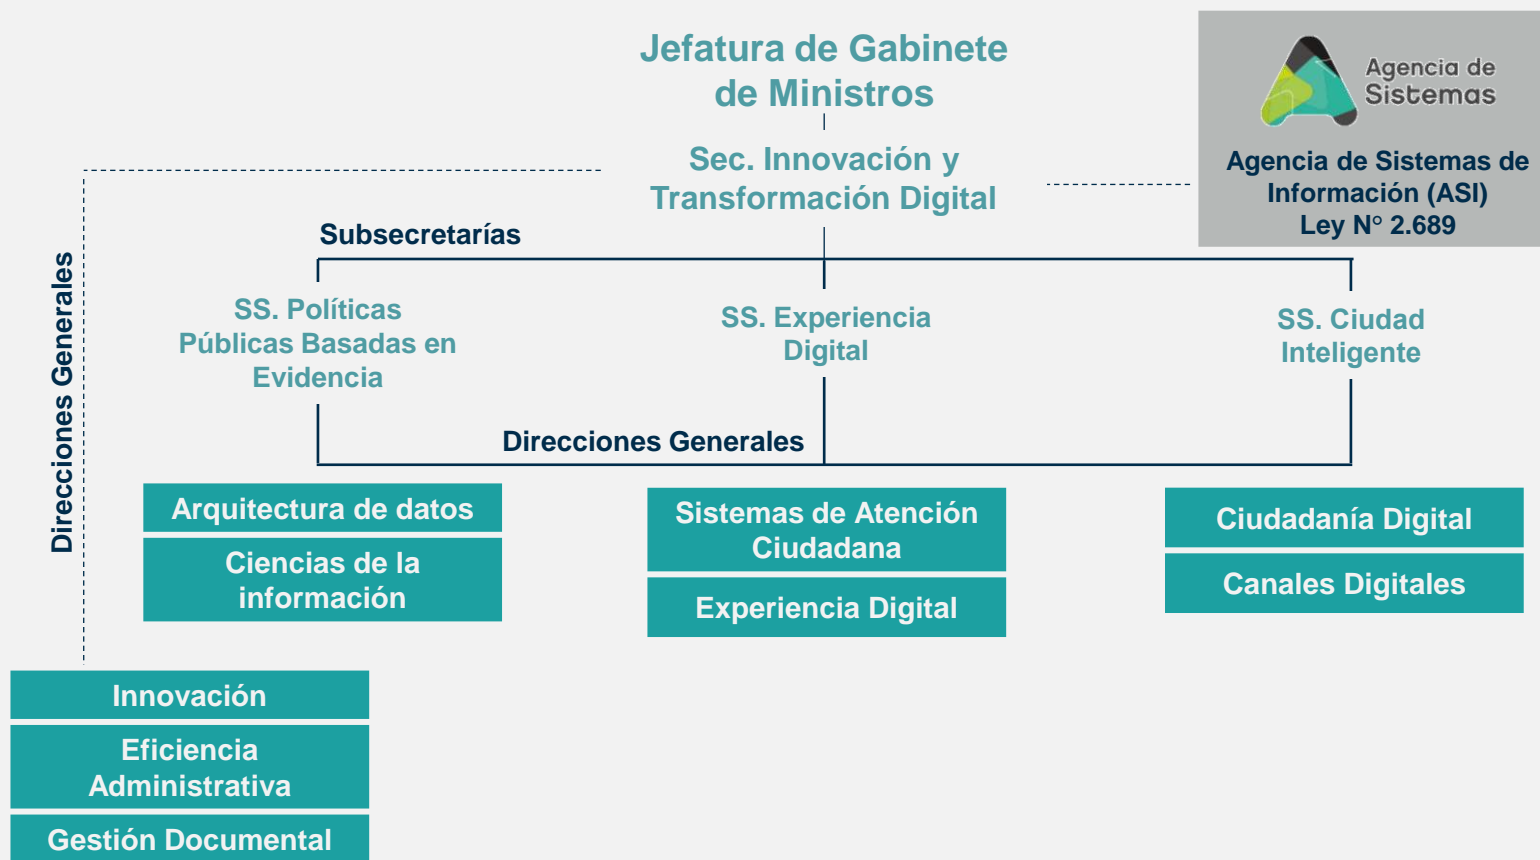 Jefatura de Gabinete
de Ministros
Agencia de
Sistemas
Sec. Innovación y
Transformación Digital
Agencia de Sistemas de
Información (ASI)
Ley N° 2.689
Subsecretarías
Direcciones Generales
SS. Políticas
Públicas Basadas en
Evidencia
SS. Experiencia
Digital
SS. Ciudad
Inteligente
Direcciones Generales
Arquitectura de datos
Ciencias de la
información
Sistemas de Atención
Ciudadana
Experiencia Digital
Ciudadanía Digital
Canales Digitales
Innovación
Eficiencia
Administrativa
Gestión Documental